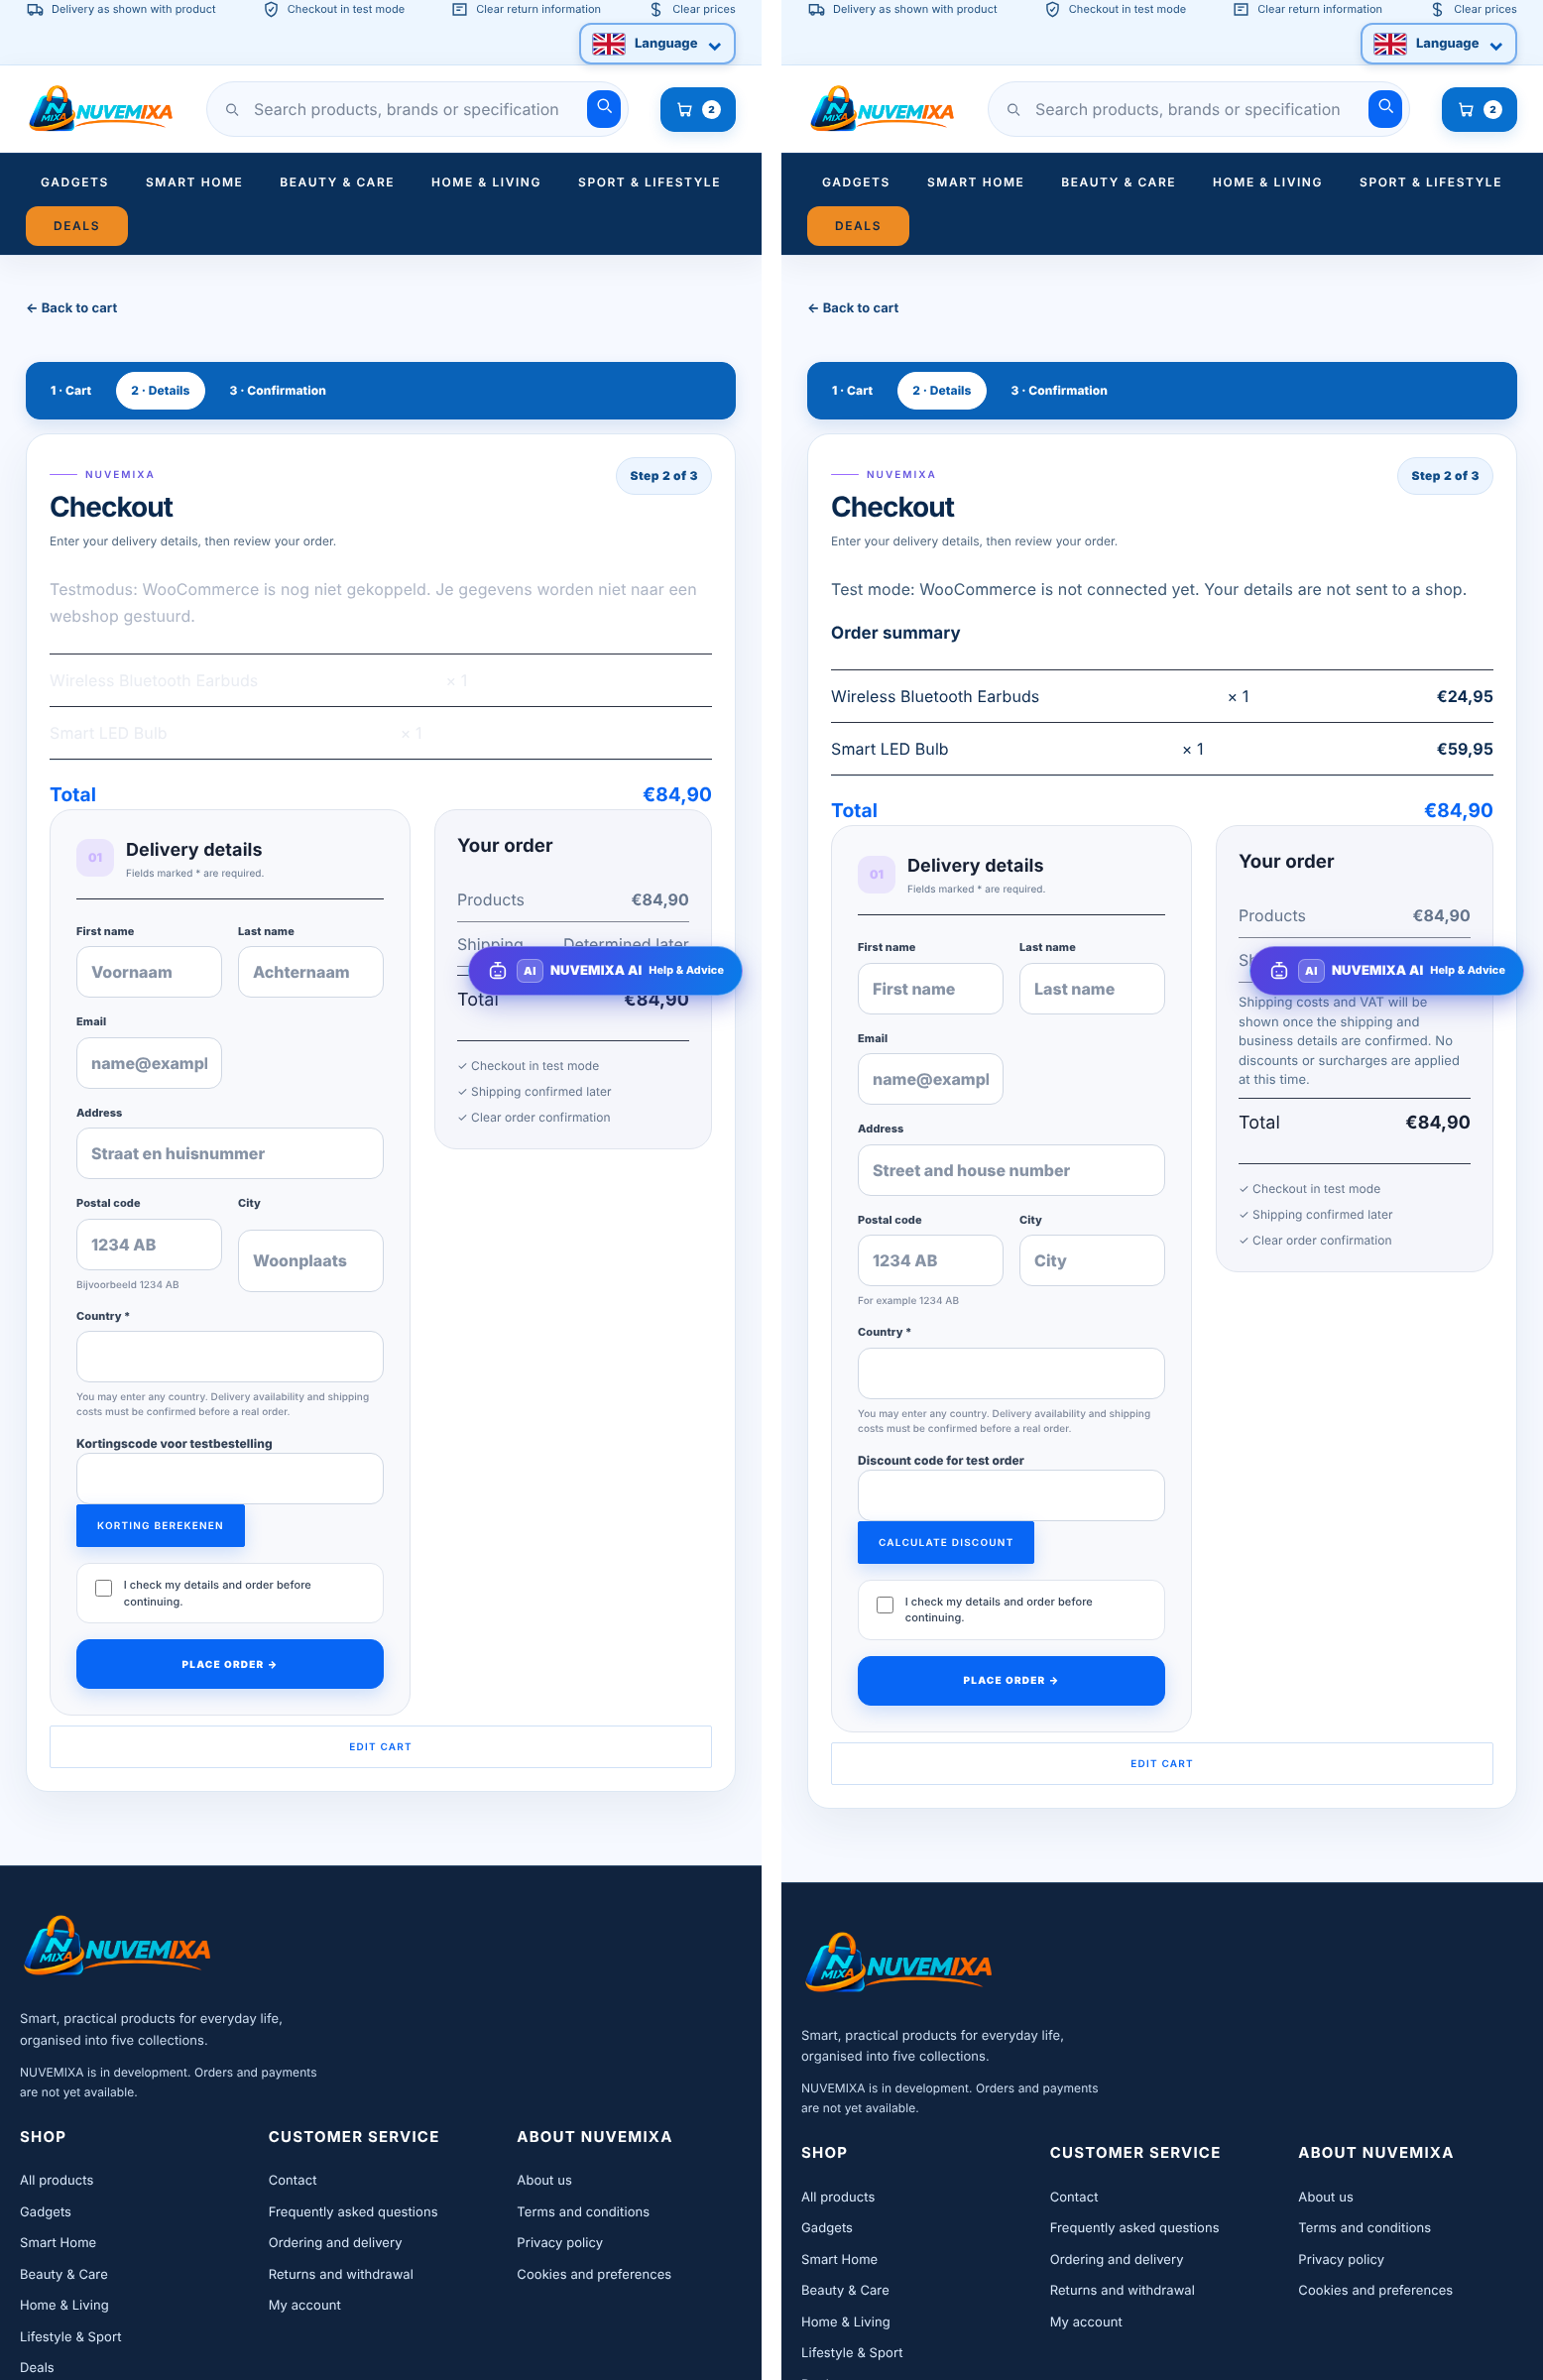 Delivery as shown with product
Checkout in test mode
Clear return information
Clear prices
Language
MIXA NUVEMIXA
Search products, brands or specification
2
GADGETS
SMART HOME
BEAUTY & CARE
HOME & LIVING
SPORT & LIFESTYLE
DEALS
← Back to cart
1 · Cart
2 · Details
3 · Confirmation
NUVEMIXA
Step 2 of 3
Checkout
Enter your delivery details, then review your order.
Testmodus: WooCommerce is nog niet gekoppeld. Je gegevens worden niet naar een
webshop gestuurd.
Wireless Bluetooth Earbuds × 1
Smart LED Bulb × 1
Total €84,90
01
Delivery details
Fields marked * are required.
First name
Last name
Voornaam
Achternaam
Email
name@exampl
Address
Straat en huisnummer
Postal code
City
1234 AB
Woonplaats
Bijvoorbeeld 1234 AB
Country *
You may enter any country. Delivery availability and shipping
costs must be confirmed before a real order.
Kortingscode voor testbestelling
KORTING BEREKENEN
I check my details and order before
continuing.
PLACE ORDER →
Your order
Products €84,90
Shipping Determined later
AI NUVEMIXA AI Help & Advice
Total €84,90
✓ Checkout in test mode
✓ Shipping confirmed later
✓ Clear order confirmation
EDIT CART
MIXA NUVEMIXA
Smart, practical products for everyday life,
organised into five collections.
NUVEMIXA is in development. Orders and payments
are not yet available.
SHOP
All products
Gadgets
Smart Home
Beauty & Care
Home & Living
Lifestyle & Sport
Deals
CUSTOMER SERVICE
Contact
Frequently asked questions
Ordering and delivery
Returns and withdrawal
My account
ABOUT NUVEMIXA
About us
Terms and conditions
Privacy policy
Cookies and preferences
Delivery as shown with product
Checkout in test mode
Clear return information
Clear prices
Language
MIXA NUVEMIXA
Search products, brands or specification
2
GADGETS
SMART HOME
BEAUTY & CARE
HOME & LIVING
SPORT & LIFESTYLE
DEALS
← Back to cart
1 · Cart
2 · Details
3 · Confirmation
NUVEMIXA
Step 2 of 3
Checkout
Enter your delivery details, then review your order.
Test mode: WooCommerce is not connected yet. Your details are not sent to a shop.
Order summary
Wireless Bluetooth Earbuds × 1 €24,95
Smart LED Bulb × 1 €59,95
Total €84,90
01
Delivery details
Fields marked * are required.
First name
Last name
First name
Last name
Email
name@exampl
Address
Street and house number
Postal code
City
1234 AB
City
For example 1234 AB
Country *
You may enter any country. Delivery availability and shipping
costs must be confirmed before a real order.
Discount code for test order
CALCULATE DISCOUNT
I check my details and order before
continuing.
PLACE ORDER →
Your order
Products €84,90
AI NUVEMIXA AI Help & Advice
Shipping costs and VAT will be
shown once the shipping and
business details are confirmed. No
discounts or surcharges are applied
at this time.
Total €84,90
✓ Checkout in test mode
✓ Shipping confirmed later
✓ Clear order confirmation
EDIT CART
MIXA NUVEMIXA
Smart, practical products for everyday life,
organised into five collections.
NUVEMIXA is in development. Orders and payments
are not yet available.
SHOP
All products
Gadgets
Smart Home
Beauty & Care
Home & Living
Lifestyle & Sport
CUSTOMER SERVICE
Contact
Frequently asked questions
Ordering and delivery
Returns and withdrawal
My account
ABOUT NUVEMIXA
About us
Terms and conditions
Privacy policy
Cookies and preferences